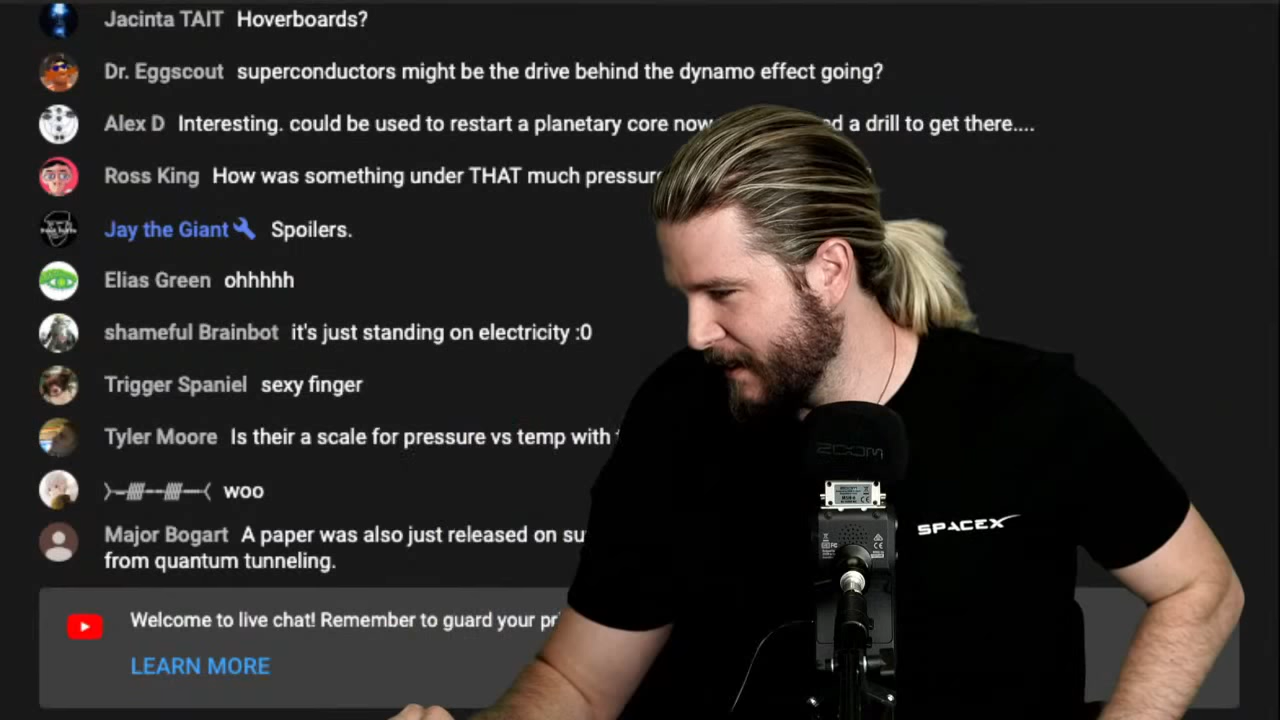 Jacinta TAIT Hoverboards?
Dr. Eggscout superconductors might be the drive behind the dynamo effect going?
Alex D Interesting. could be used to restart a planetary core now d a drill to get there....
Ross King How was something under THAT much pressure
Jay the Giant Spoilers.
Elias Green ohhhhh
shameful Brainbot it's just standing on electricity :0
Trigger Spaniel sexy finger
Tyler Moore Is their a scale for pressure vs temp with
woo
Major Bogart A paper was also just released on su
from quantum tunneling.
Welcome to live chat! Remember to guard your pri
LEARN MORE
ZOOM
SPACEX